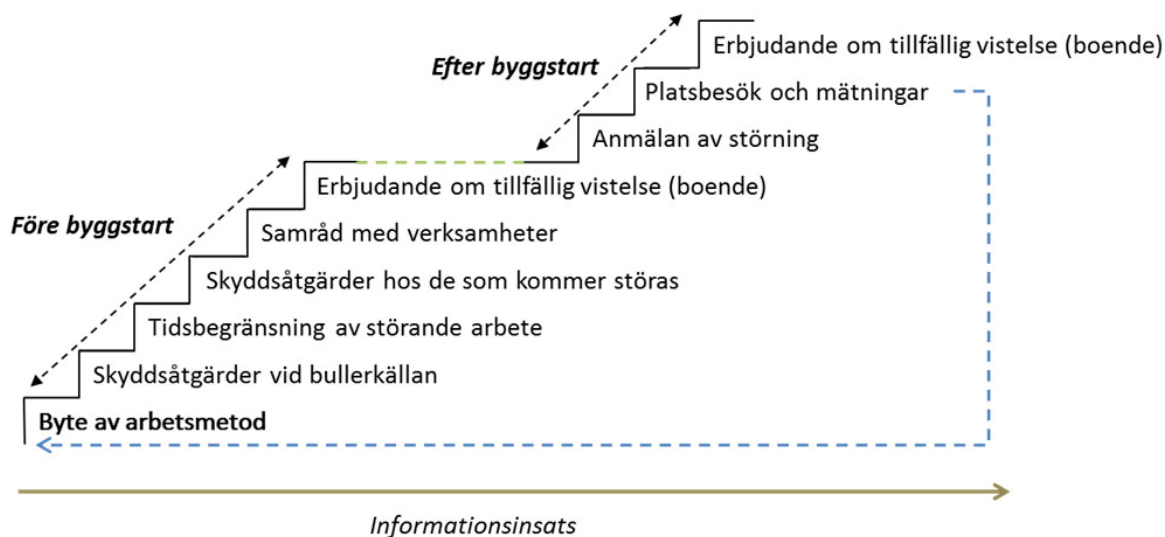 Erbjudande om tillfällig vistelse (boende)
Efter byggstart
Platsbesök och mätningar
Anmälan av störning
Erbjudande om tillfällig vistelse (boende)
Före byggstart
Samråd med verksamheter
Skyddsåtgärder hos de som kommer störas
Tidsbegränsning av störande arbete
Skyddsåtgärder vid bullerkällan
Byte av arbetsmetod
Informationsinsats